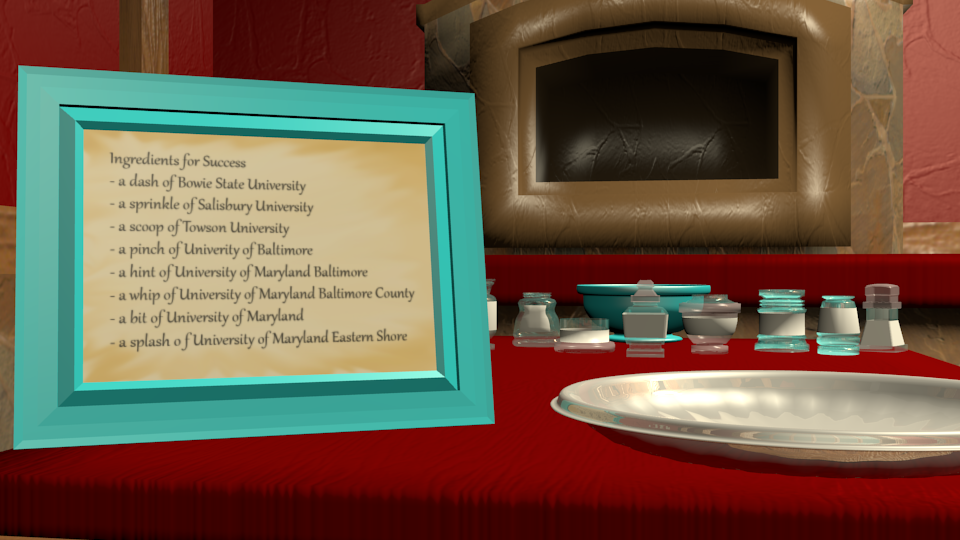 Ingredients for Success
- a dash of Bowie State University
- a sprinkle of Salisbury University
- a scoop of Towson University
- a pinch of Univerity of Baltimore
- a hint of University of Maryland Baltimore
- a whip of University of Maryland Baltimore County
- a bit of University of Maryland
- a splash o f University of Maryland Eastern Shore